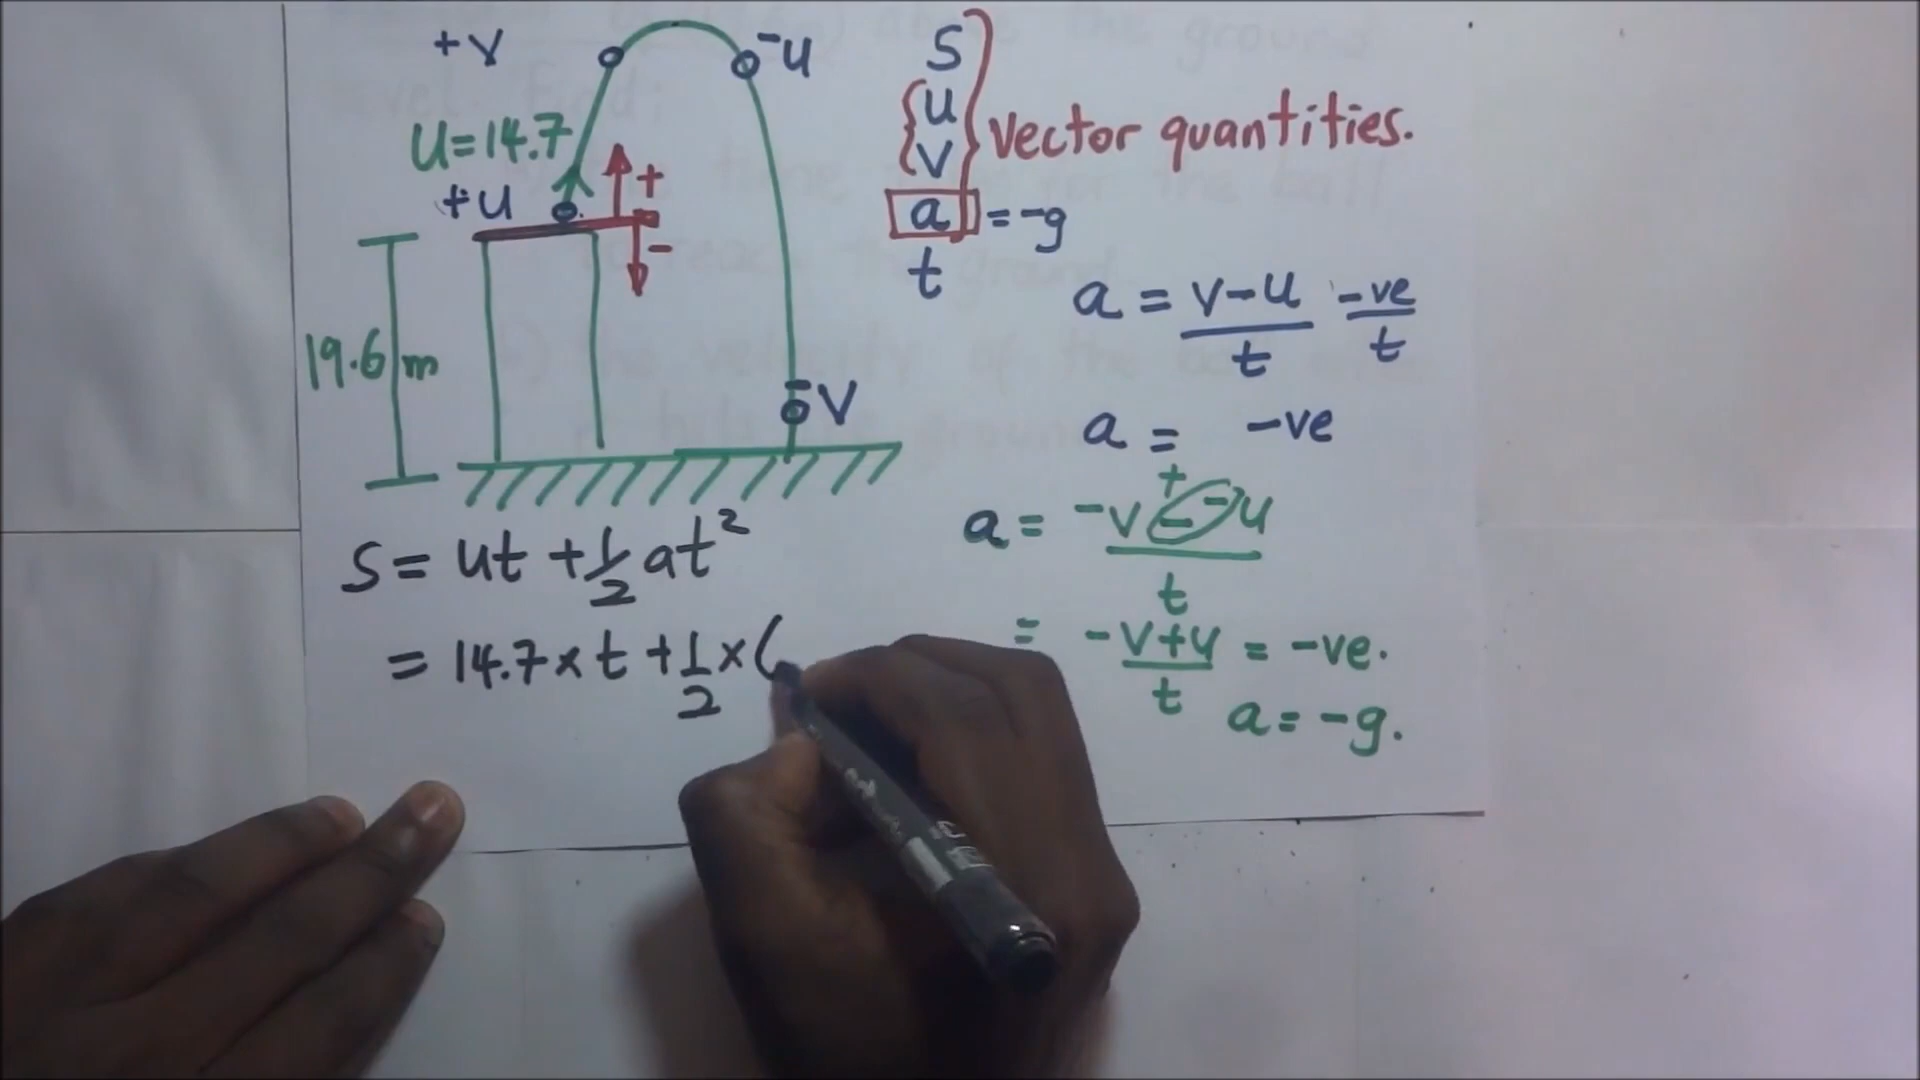 +V
-u
U=14.7
+u
+
-
19.6 m
-V
S
u
V
a = -g
t
Vector quantities.
a = V-u/t -ve/t
a = -ve
+
a = -V - -u/t
= -V+u/t = -ve.
a = -g.
S = ut + 1/2 at²
= 14.7 × t + 1/2 × (